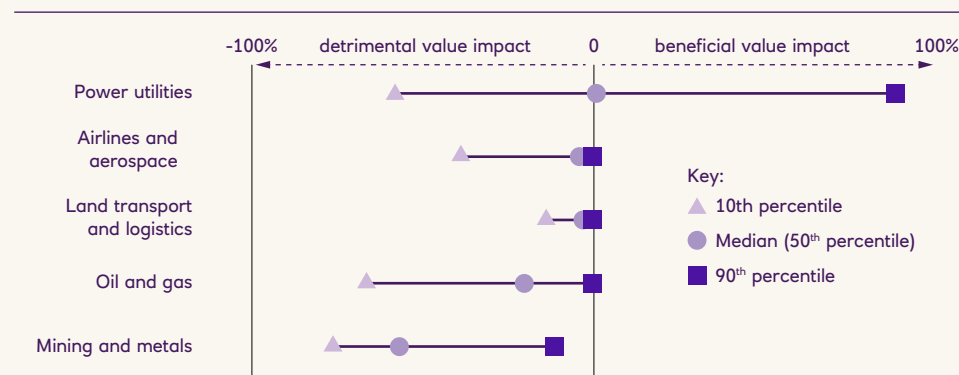 -100% detrimental value impact 0 beneficial value impact 100%
Power utilities
Airlines and
aerospace
Land transport
and logistics
Oil and gas
Mining and metals
Key:
10th percentile
Median (50th percentile)
90th percentile